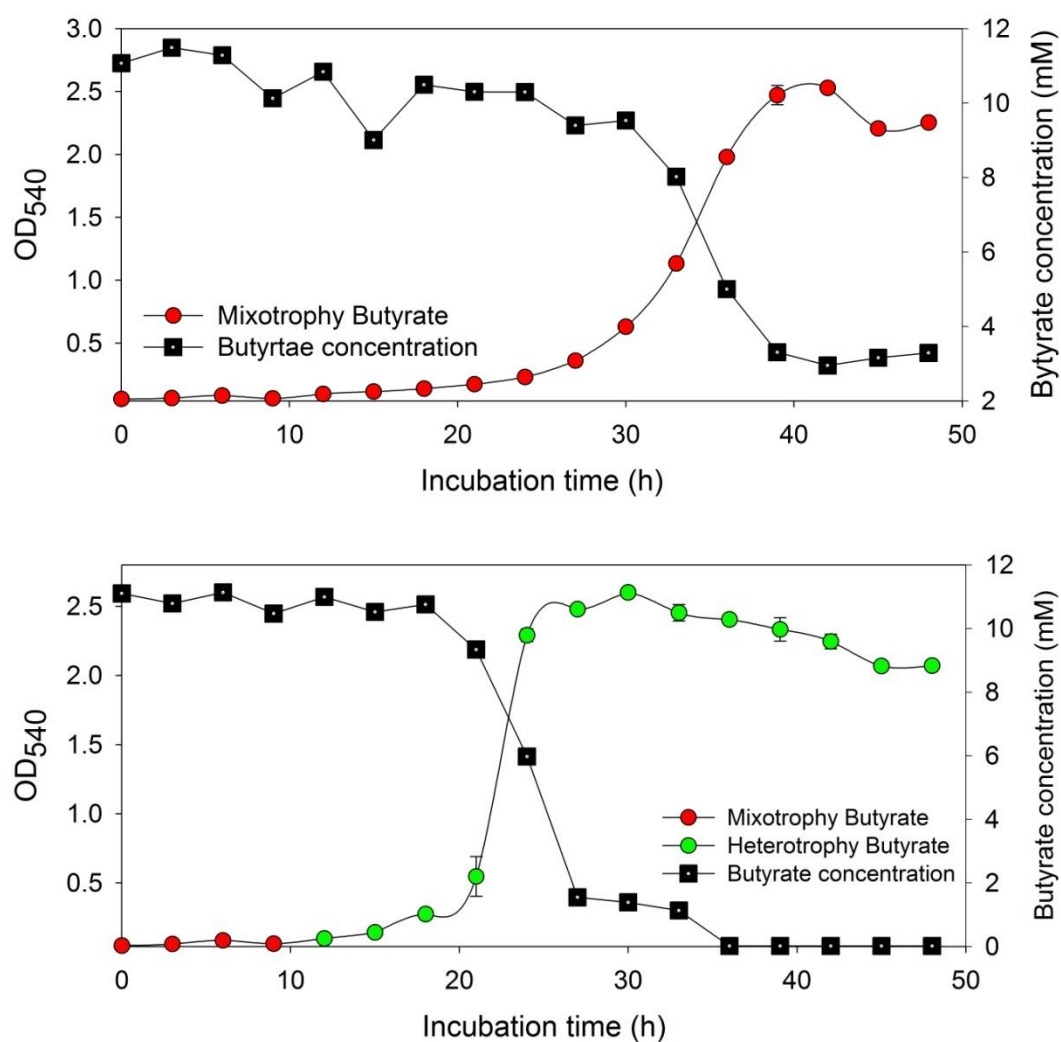 3.0
2.5
2.0
1.5
1.0
0.5
OD540
12
10
8
6
4
2
Bytyrate concentration (mM)
Mixotrophy Butyrate
Butyrtae concentration
0 10 20 30 40 50
Incubation time (h)
2.5
2.0
1.5
1.0
0.5
OD540
12
10
8
6
4
2
0
Butyrate concentration (mM)
Mixotrophy Butyrate
Heterotrophy Butyrate
Butyrate concentration
0 10 20 30 40 50
Incubation time (h)